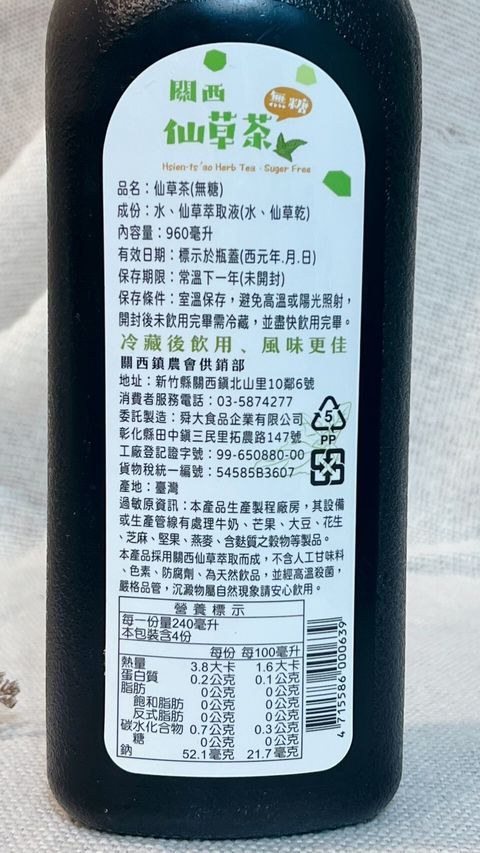 關西
無糖
仙草茶
Hsien-ts'ao Herb Tea · Suger Free
品名：仙草茶(無糖)
成份：水、仙草萃取液(水、仙草乾)
內容量：960毫升
有效日期：標示於瓶蓋(西元年.月.日)
保存期限：常溫下一年(未開封)
保存條件：室溫保存，避免高溫或陽光照射，
開封後未飲用完畢需冷藏，並盡快飲用完畢。
冷藏後飲用、風味更佳
關西鎮農會供銷部
地址：新竹縣關西鎮北山里10鄰6號
消費者服務電話：03-5874277
委託製造：舜大食品企業有限公司
彰化縣田中鎮三民里拓農路147號
工廠登記證字號：99-650880-00
貨物稅統一編號：54585B3607
產地：臺灣
5
PP
過敏原資訊：本產品生產製程廠房，其設備
或生產管線有處理牛奶、芒果、大豆、花生
、芝麻、堅果、燕麥、含麩質之穀物等製品。
本產品採用關西仙草萃取而成，不含人工甘味料
、色素、防腐劑、為天然飲品，並經高溫殺菌，
嚴格品管，沉澱物屬自然現象請安心飲用。
營養標示
每一份量240毫升
本包裝含4份
每份 每100毫升
熱量 3.8大卡 1.6大卡
蛋白質 0.2公克 0.1公克
脂肪 0公克 0公克
飽和脂肪 0公克 0公克
反式脂肪 0公克 0公克
碳水化合物 0.7公克 0.3公克
糖 0公克 0公克
鈉 52.1毫克 21.7毫克
4 715586 000639